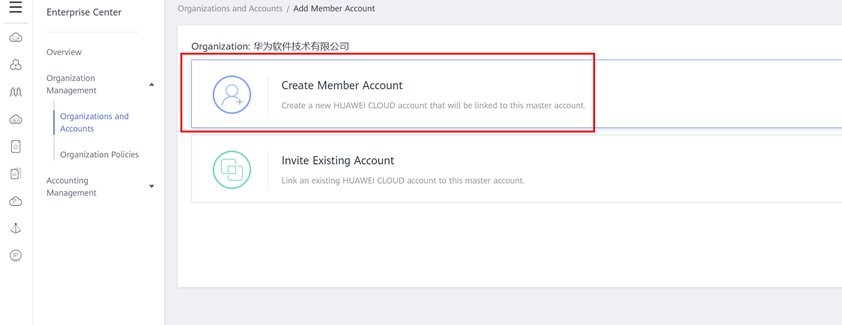 Enterprise Center
Organizations and Accounts / Add Member Account
Overview
Organization
Management
Organizations and
Accounts
Organization Policies
Accounting
Management
Organization: 华为软件技术有限公司
Create Member Account
Create a new HUAWEI CLOUD account that will be linked to this master account.
Invite Existing Account
Link an existing HUAWEI CLOUD account to this master account.